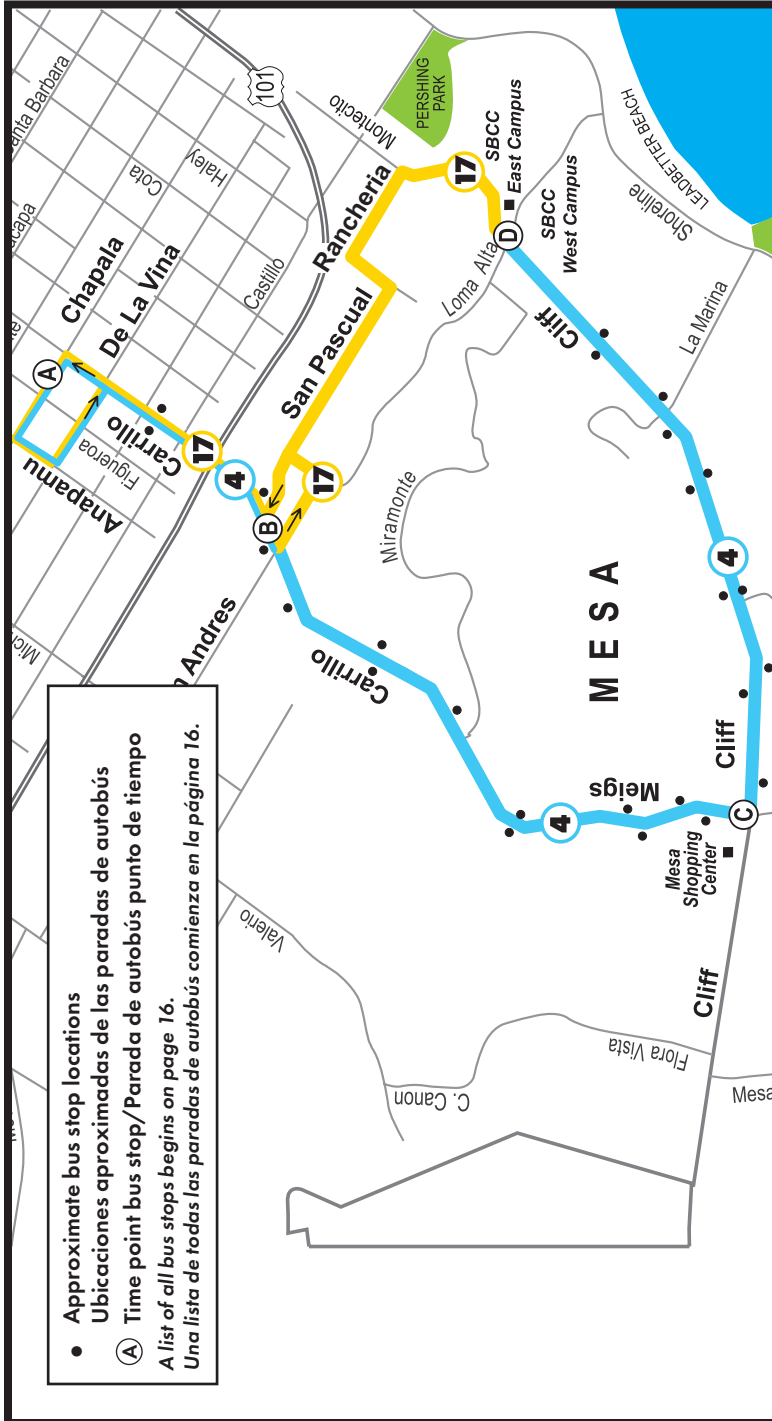 ● Approximate bus stop locations
Ubicaciones aproximadas de las paradas de autobús
Ⓐ Time point bus stop/Parada de autobús punto de tiempo
A list of all bus stops begins on page 16.
Una lista de todas las paradas de autobús comienza en la página 16.
anta Barbara
101
Montecito
PERSHING
PARK
Cota
Haley
acapa
Chapala
De La Vina
Castillo
Rancheria
17
SBCC
East Campus
D
SBCC
West Campus
LEADBETTER BEACH
Shoreline
Loma Alta
San Pascual
A
Carrillo
17
4
Figueroa
Anapamu
B
17
Cliff
La Marina
Miramonte
Mich
n Andres
Carrillo
MESA
4
Meigs
4
Cliff
C
Mesa
Shopping
Center
Valerio
Cliff
Flora Vista
C. Canon
Mesa